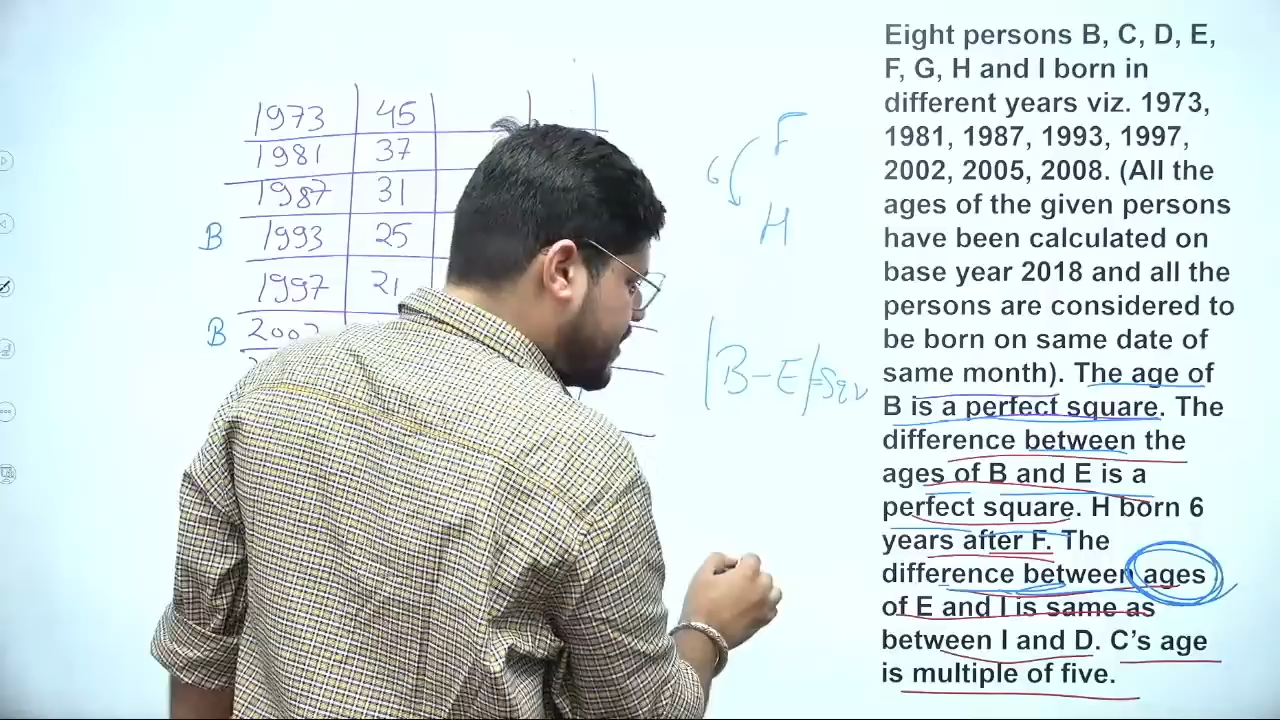 1973 45
1981 37
1987 31
B 1993 25
1997 21
B 2002
F
6
H
|B-E|=Sqr
Eight persons B, C, D, E,
F, G, H and I born in
different years viz. 1973,
1981, 1987, 1993, 1997,
2002, 2005, 2008. (All the
ages of the given persons
have been calculated on
base year 2018 and all the
persons are considered to
be born on same date of
same month). The age of
B is a perfect square. The
difference between the
ages of B and E is a
perfect square. H born 6
years after F. The
difference between ages
of E and I is same as
between I and D. C’s age
is multiple of five.